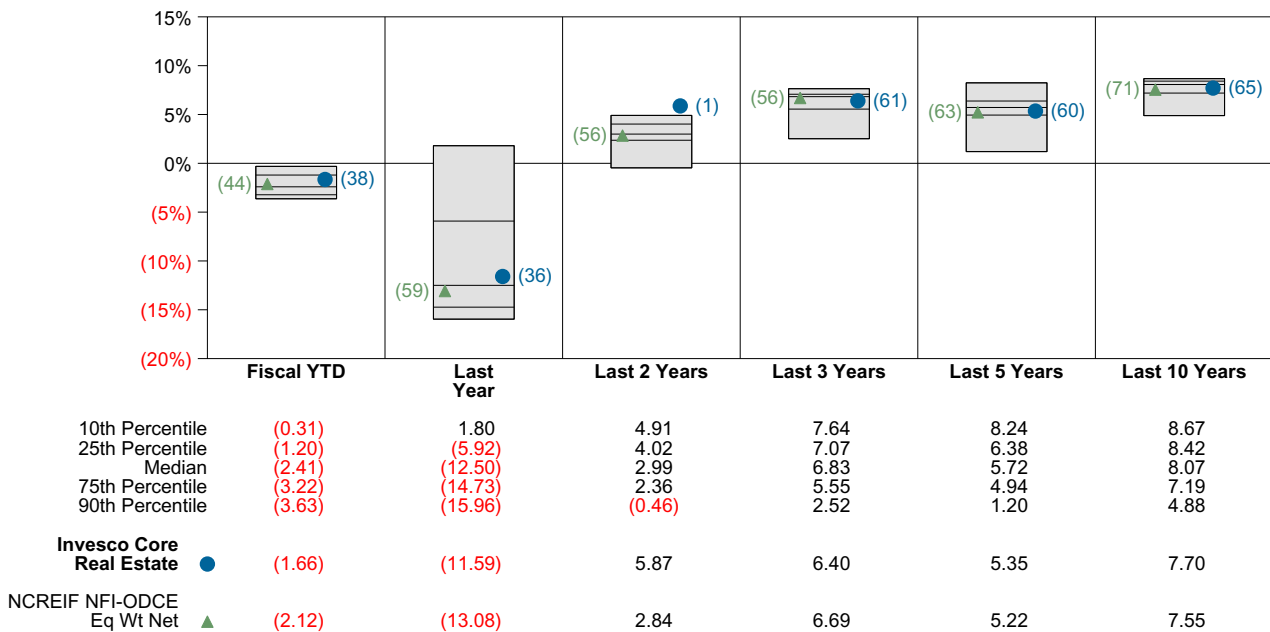 15%
10%
5%
0%
(5%)
(10%)
(15%)
(20%)
(44) (38)
(59) (36)
(56) (1)
(56) (61)
(63) (60)
(71) (65)
Fiscal YTD Last Year Last 2 Years Last 3 Years Last 5 Years Last 10 Years
10th Percentile (0.31) 1.80 4.91 7.64 8.24 8.67
25th Percentile (1.20) (5.92) 4.02 7.07 6.38 8.42
Median (2.41) (12.50) 2.99 6.83 5.72 8.07
75th Percentile (3.22) (14.73) 2.36 5.55 4.94 7.19
90th Percentile (3.63) (15.96) (0.46) 2.52 1.20 4.88
Invesco Core
Real Estate (1.66) (11.59) 5.87 6.40 5.35 7.70
NCREIF NFI-ODCE
Eq Wt Net (2.12) (13.08) 2.84 6.69 5.22 7.55